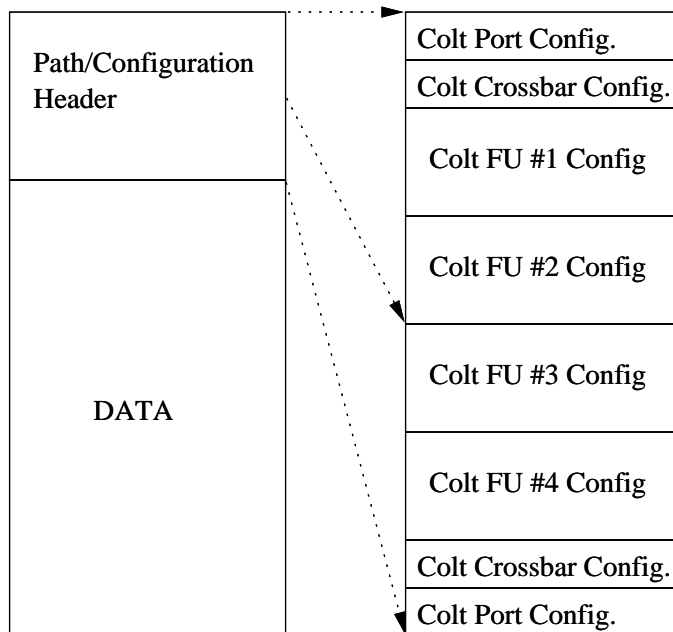 Path/Configuration
Header
DATA
Colt Port Config.
Colt Crossbar Config.
Colt FU #1 Config
Colt FU #2 Config
Colt FU #3 Config
Colt FU #4 Config
Colt Crossbar Config.
Colt Port Config.